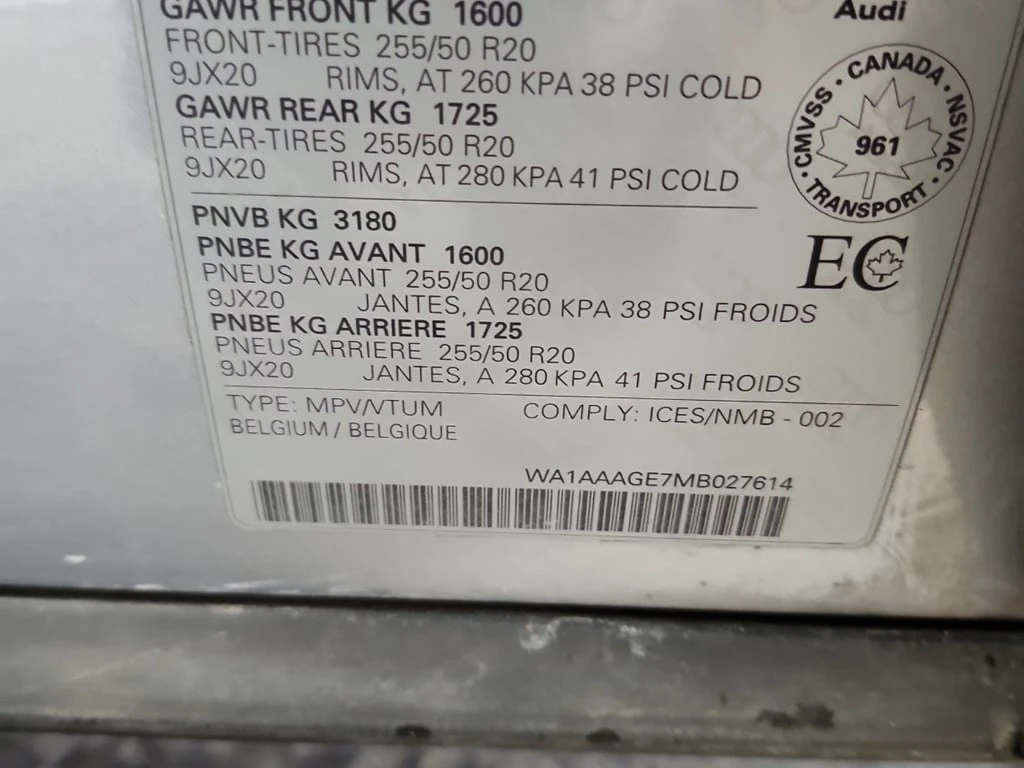 GAWR FRONT KG 1600
Audi
FRONT-TIRES 255/50 R20
9JX20 RIMS, AT 260 KPA 38 PSI COLD
GAWR REAR KG 1725
REAR-TIRES 255/50 R20
9JX20 RIMS, AT 280 KPA 41 PSI COLD
CMVSS · CANADA · NSVAC · TRANSPORT ·
961
PNVB KG 3180
PNBE KG AVANT 1600
PNEUS AVANT 255/50 R20
9JX20 JANTES, A 260 KPA 38 PSI FROIDS
PNBE KG ARRIERE 1725
PNEUS ARRIERE 255/50 R20
9JX20 JANTES, A 280 KPA 41 PSI FROIDS
EC
TYPE: MPV/VTUM COMPLY: ICES/NMB - 002
BELGIUM / BELGIQUE
WA1AAAGE7MB027614